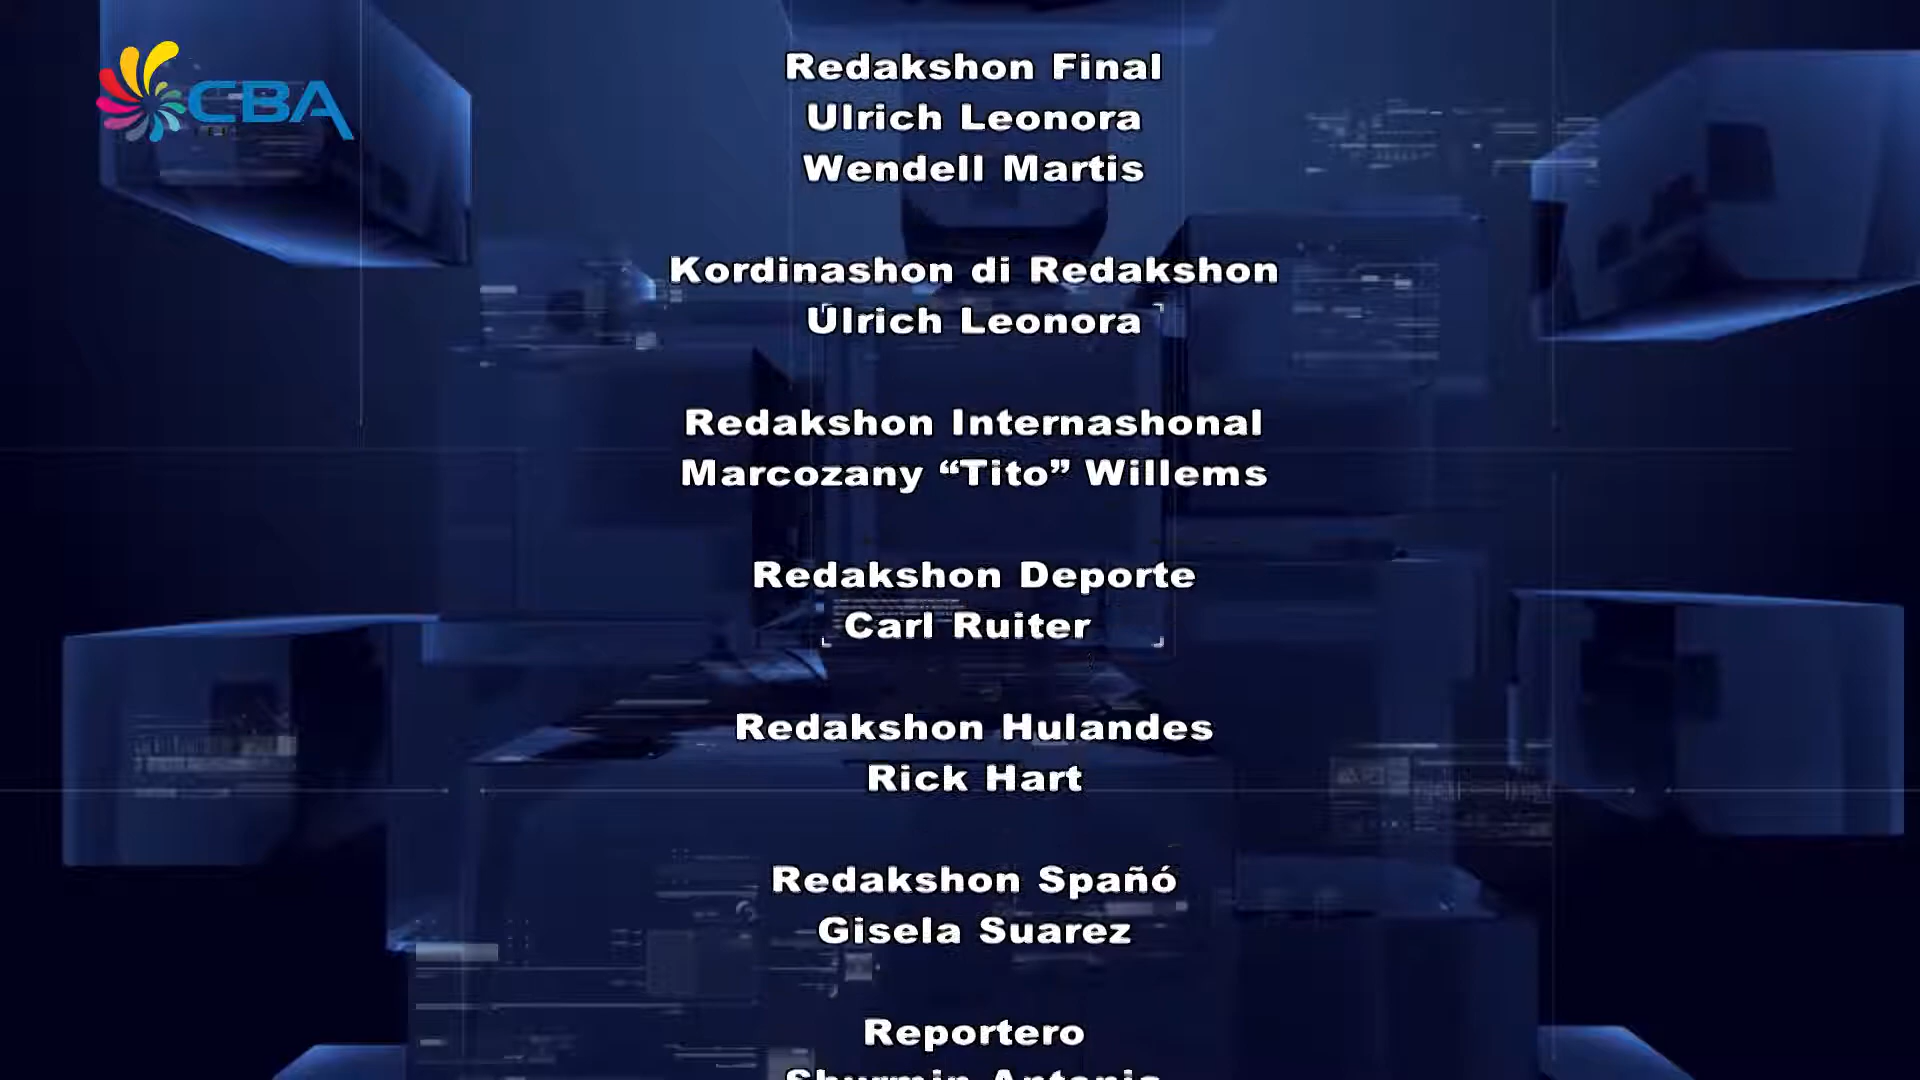 CBA
Redakshon Final
Ulrich Leonora
Wendell Martis
Kordinashon di Redakshon
Ulrich Leonora
Redakshon Internashonal
Marcozany “Tito” Willems
Redakshon Deporte
Carl Ruiter
Redakshon Hulandes
Rick Hart
Redakshon Spañó
Gisela Suarez
Reportero